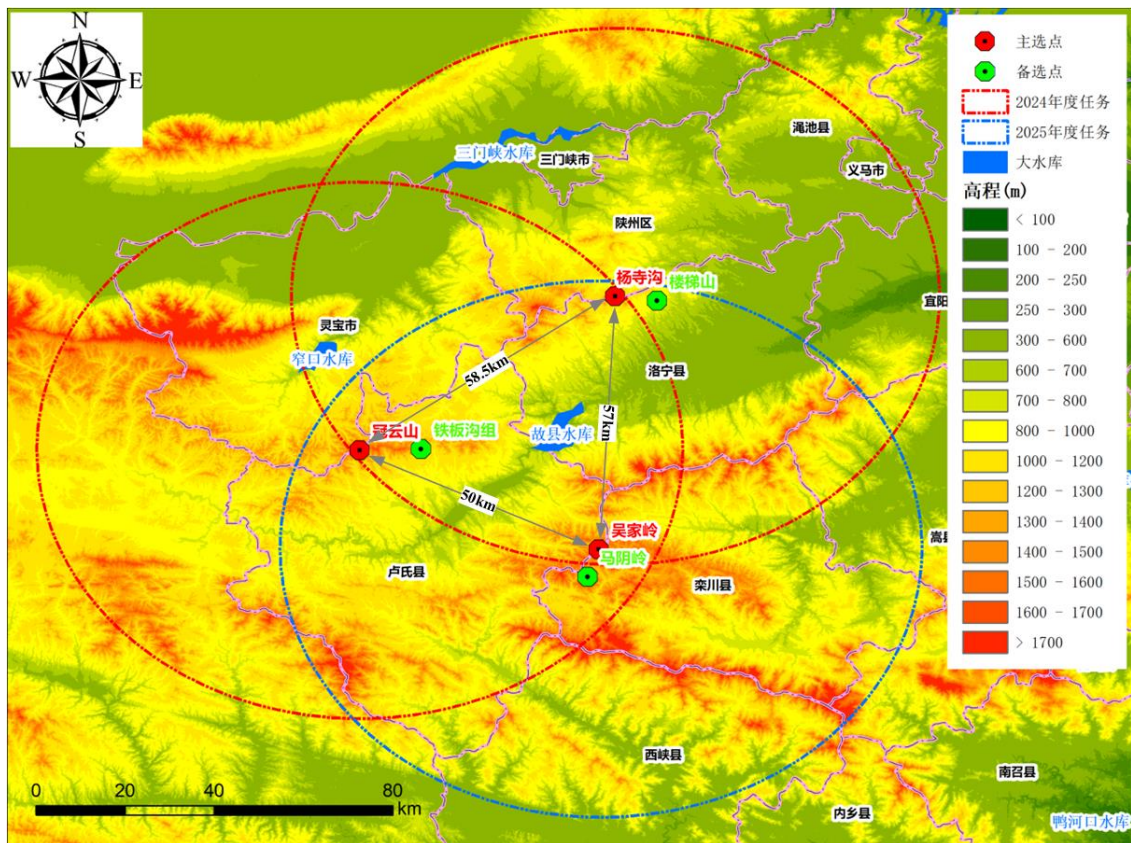 N
W
E
S
主选点
备选点
2024年度任务
2025年度任务
大水库
高程(m)
< 100
100 - 200
200 - 250
250 - 300
300 - 600
600 - 700
700 - 800
800 - 1000
1000 - 1200
1200 - 1300
1300 - 1400
1400 - 1500
1500 - 1600
1600 - 1700
> 1700
渑池县
三门峡水库
三门峡市
义马市
陕州区
杨寺沟
楼梯山
宜阳
灵宝市
窄口水库
58.5km
洛宁县
57km
冠云山
铁板沟组
故县水库
50km
吴家岭
嵩县
马阴岭
卢氏县
栾川县
西峡县
南召县
内乡县
鸭河口水库
0
20
40
80
km